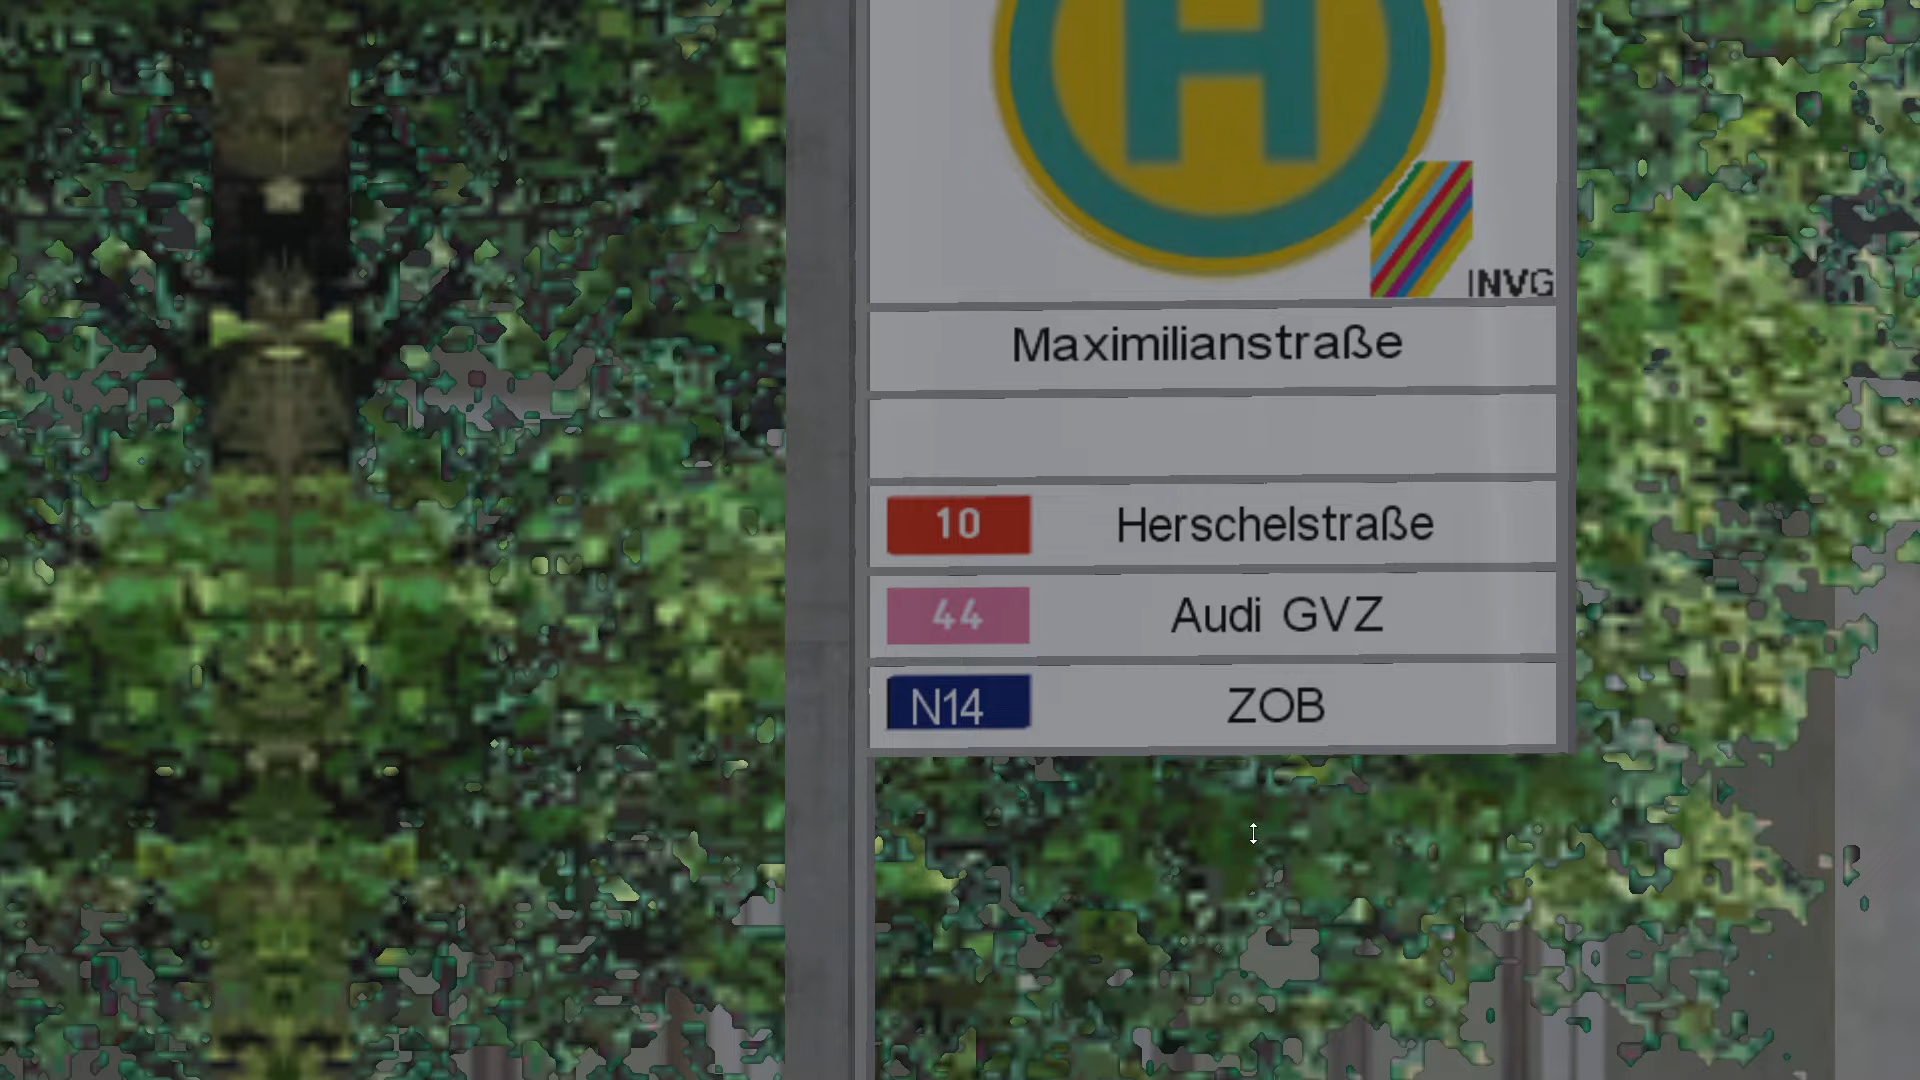 H
INVG
Maximilianstraße
10 Herschelstraße
44 Audi GVZ
N14 ZOB